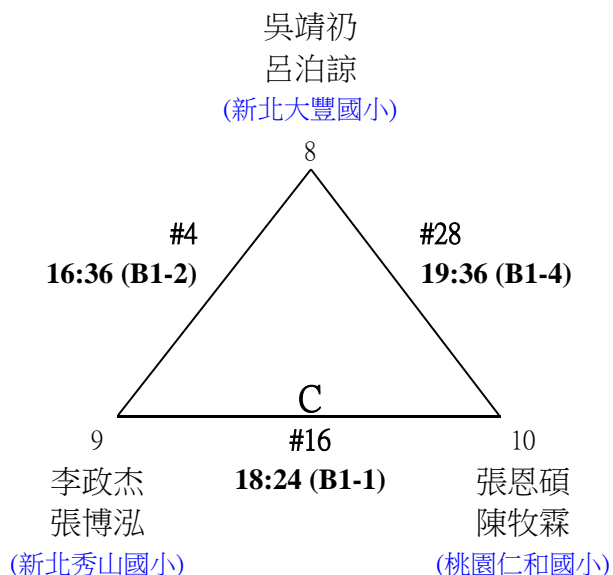 吳靖礽
呂泊諒
(新北大豐國小)
8
#4
16:36 (B1-2)
#28
19:36 (B1-4)
C
9
#16
10
李政杰
18:24 (B1-1)
張恩碩
張博泓
陳牧霖
(新北秀山國小)
(桃園仁和國小)